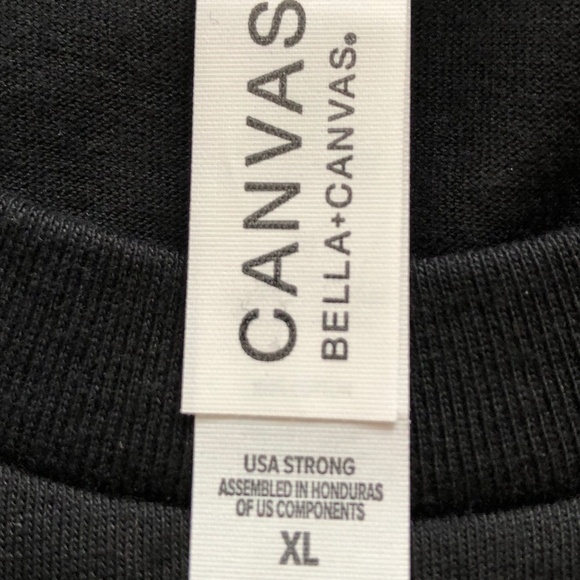 CANVAS
BELLA+CANVAS®
USA STRONG
ASSEMBLED IN HONDURAS
OF US COMPONENTS
XL